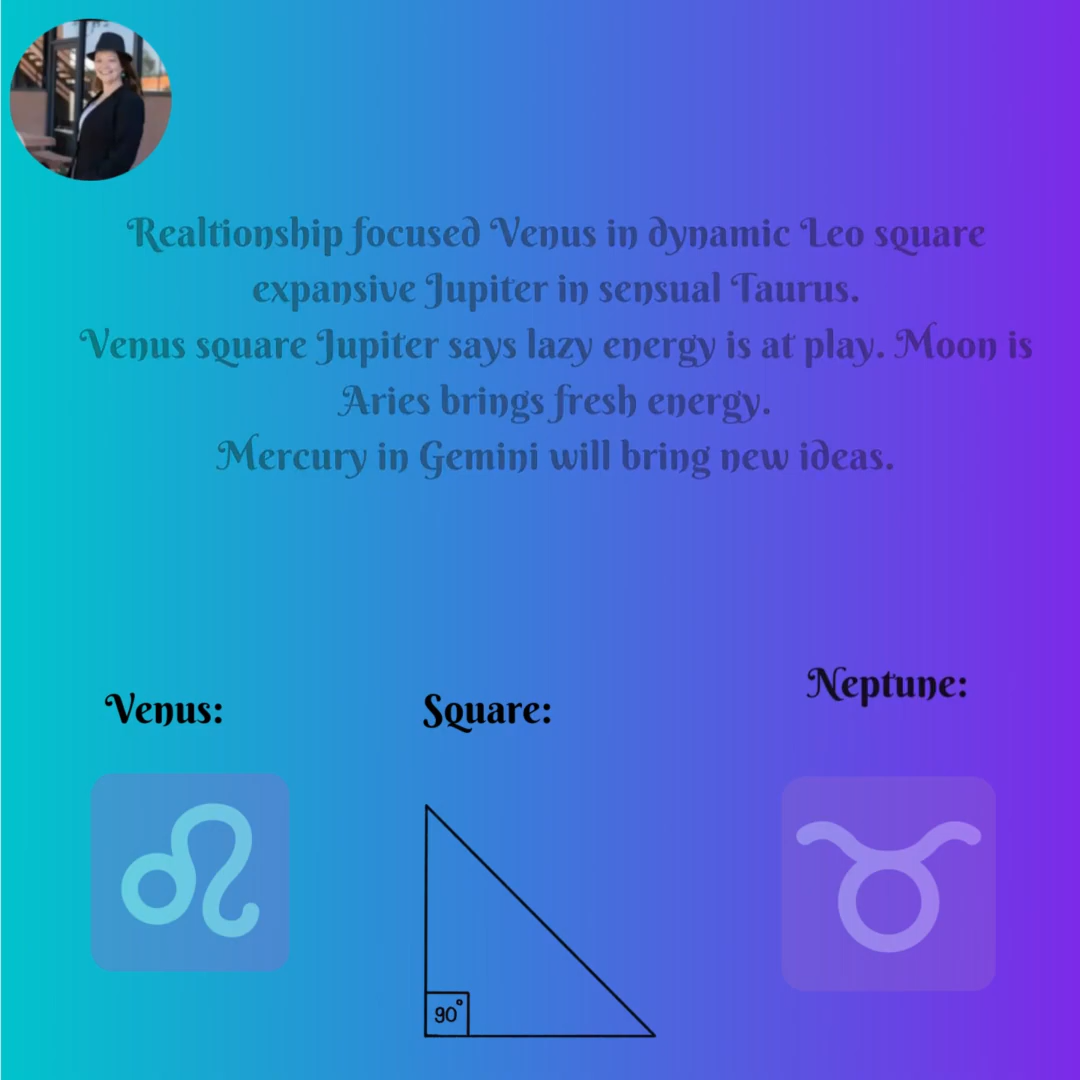 Realtionship focused Venus in dynamic Leo square
expansive Jupiter in sensual Taurus.
Venus square Jupiter says lazy energy is at play. Moon is
Aries brings fresh energy.
Mercury in Gemini will bring new ideas.
Neptune:
Venus:
Square:
90°